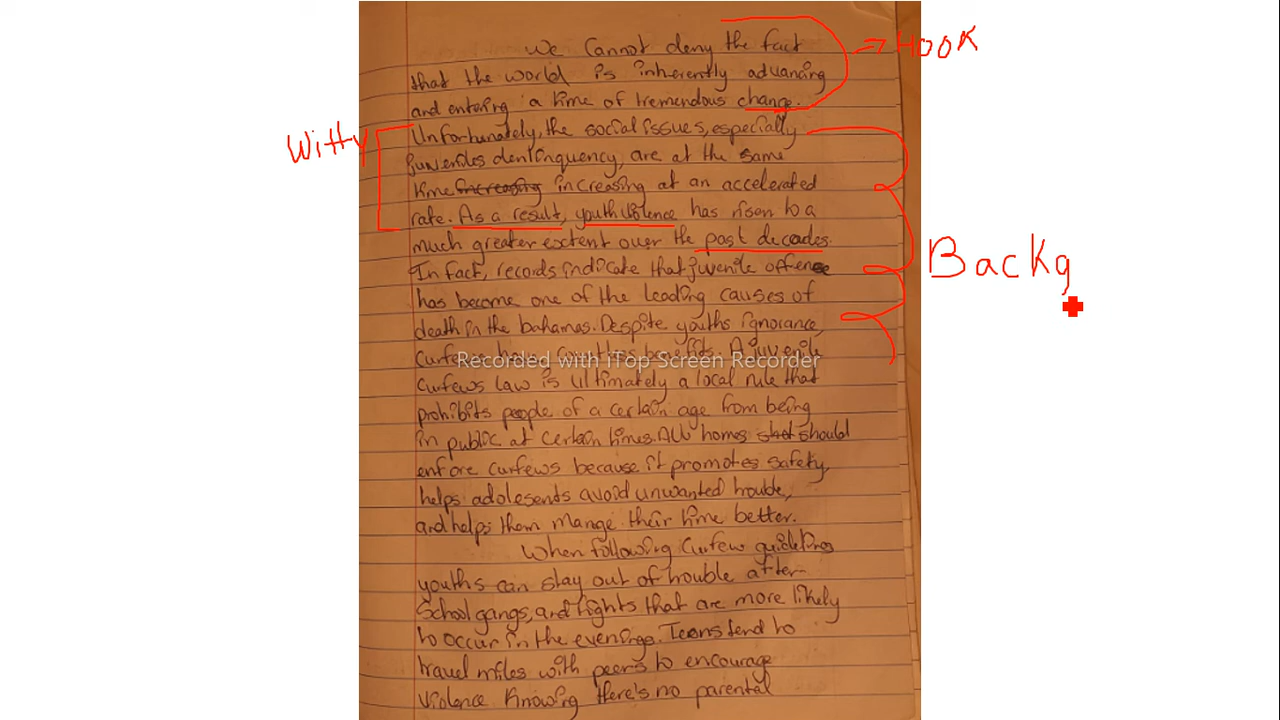 We Cannot deny the fact
that the world is inherently advancing
and entering a time of tremendous change.
HOOK
Unfortunately, the social issues, especially
Witty
juveniles denlinquency, are at the same
time increasing increasing at an accelerated
rate. As a result, youth violence has risen to a
much greater extent over the past decades.
Backg
In fact, records indicate that juvenile offense
has become one of the leading causes of
death in the bahamas. Despite youths ignorance,
A juvenile
Recorded with iTop Screen Recorder
Curfews law is ultimately a local rule that
prohibits people of a certain age from being
in public at certain times. All homes should
enfore curfews because it promotes safety,
helps adolesents avoid unwanted trouble,
and helps them mange their time better.
When following Curfew
youths can stay out of trouble after
School gangs, and fights that are more likely
to occur in the evenings. Teens tend to
travel miles with peers to encourage
violence Knowing there's no parental